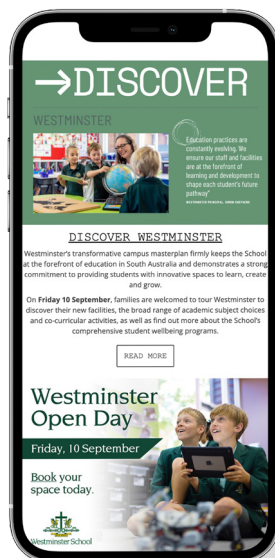 →DISCOVER
WESTMINSTER
Education practices are
constantly evolving. We
ensure our staff and facilities
are at the forefront of
learning and development to
shape each student's future
pathway"
WESTMINSTER PRINCIPAL, SIMON SHEPHERD
DISCOVER WESTMINSTER
Westminster's transformative campus masterplan firmly keeps the School
at the forefront of education in South Australia and demonstrates a strong
commitment to providing students with innovative spaces to learn, create
and grow.
On Friday 10 September, families are welcomed to tour Westminster to
discover their new facilities, the broad range of academic subject choices
and co-curricular activities, as well as find out more about the School's
comprehensive student wellbeing programs.
READ MORE
Westminster
Open Day
Friday, 10 September
Book your
space today.
Westminster School